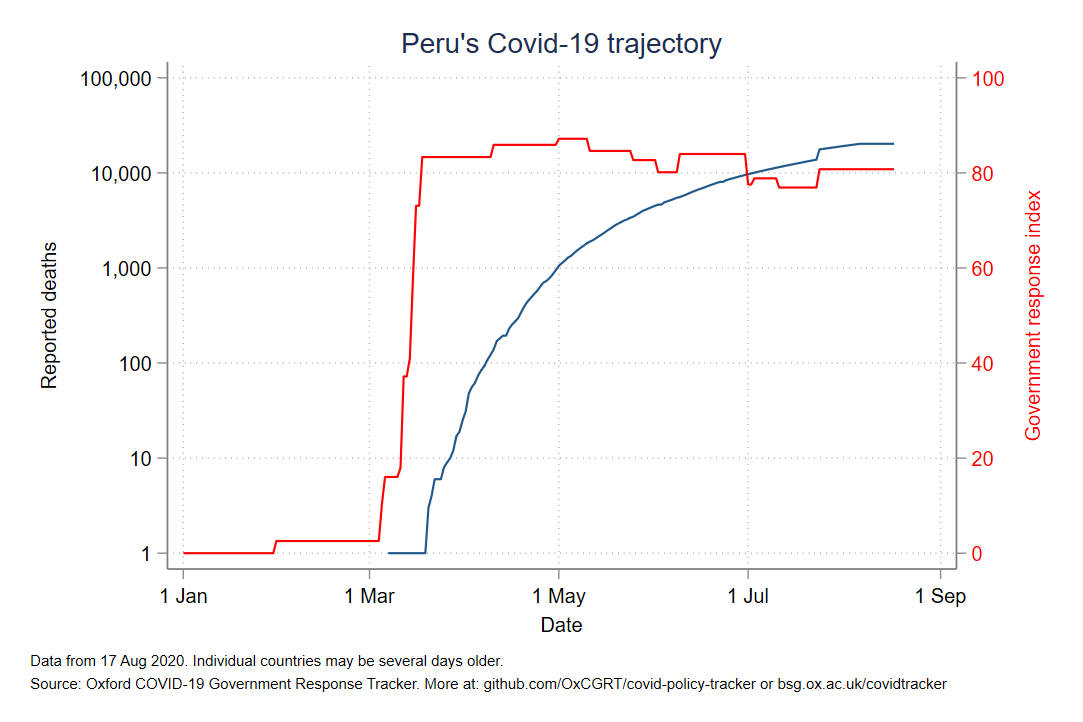 Peru's Covid-19 trajectory
100,000
10,000
1,000
100
10
1
Reported deaths
100
80
60
40
20
0
Government response index
1 Jan
1 Mar
1 May
1 Jul
1 Sep
Date
Data from 17 Aug 2020. Individual countries may be several days older.
Source: Oxford COVID-19 Government Response Tracker. More at: github.com/OxCGRT/covid-policy-tracker or bsg.ox.ac.uk/covidtracker